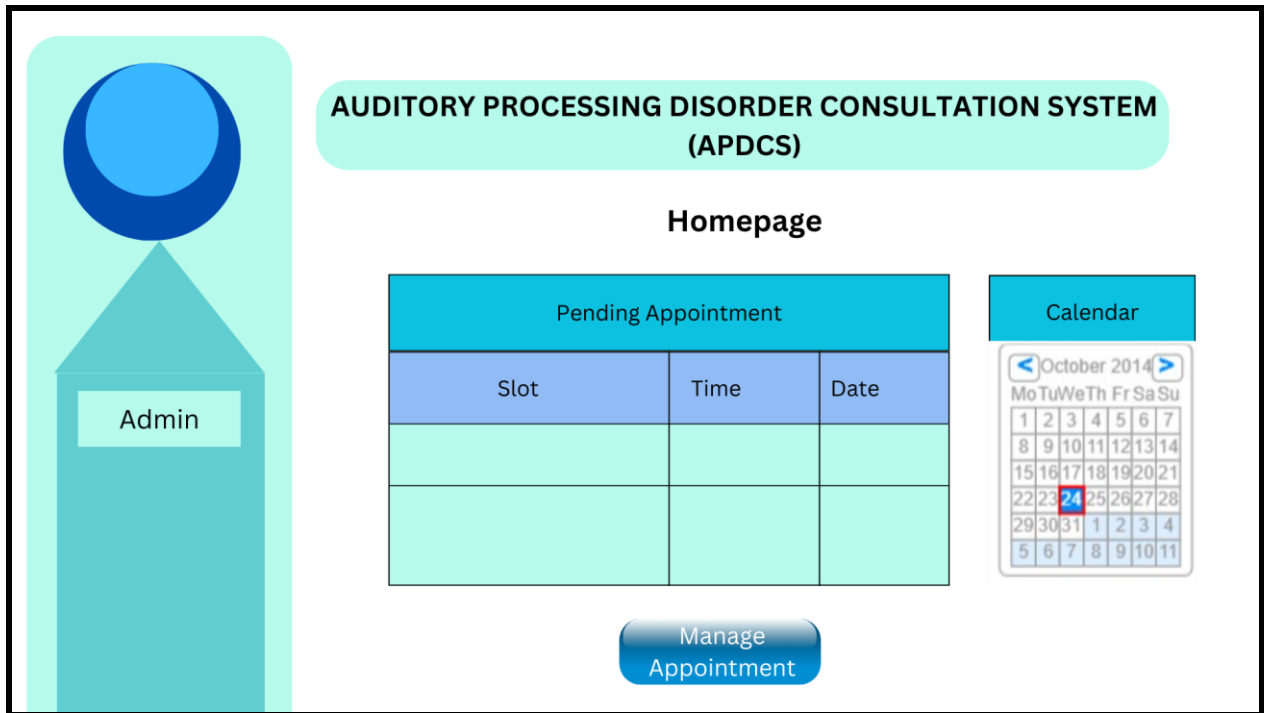 AUDITORY PROCESSING DISORDER CONSULTATION SYSTEM
(APDCS)
Homepage
Admin
Pending Appointment
Slot Time Date
Calendar
< October 2014 >
Mo Tu We Th Fr Sa Su
1 2 3 4 5 6 7
8 9 10 11 12 13 14
15 16 17 18 19 20 21
22 23 24 25 26 27 28
29 30 31 1 2 3 4
5 6 7 8 9 10 11
Manage
Appointment